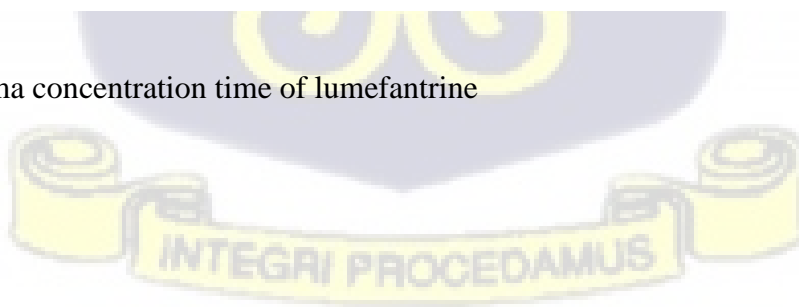 na concentration time of lumefantrine
INTEGRI PROCEDAMUS